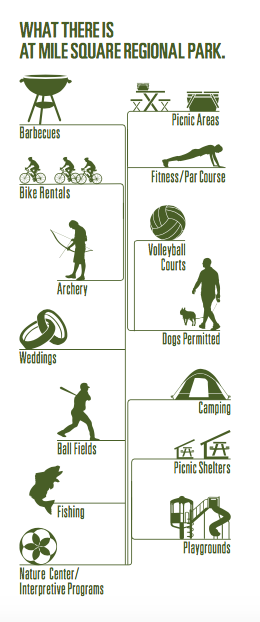 WHAT THERE IS
AT MILE SQUARE REGIONAL PARK.
Barbecues
Picnic Areas
Bike Rentals
Fitness/Par Course
Archery
Volleyball
Courts
Weddings
Dogs Permitted
Ball Fields
Camping
Fishing
Picnic Shelters
Nature Center/
Interpretive Programs
Playgrounds